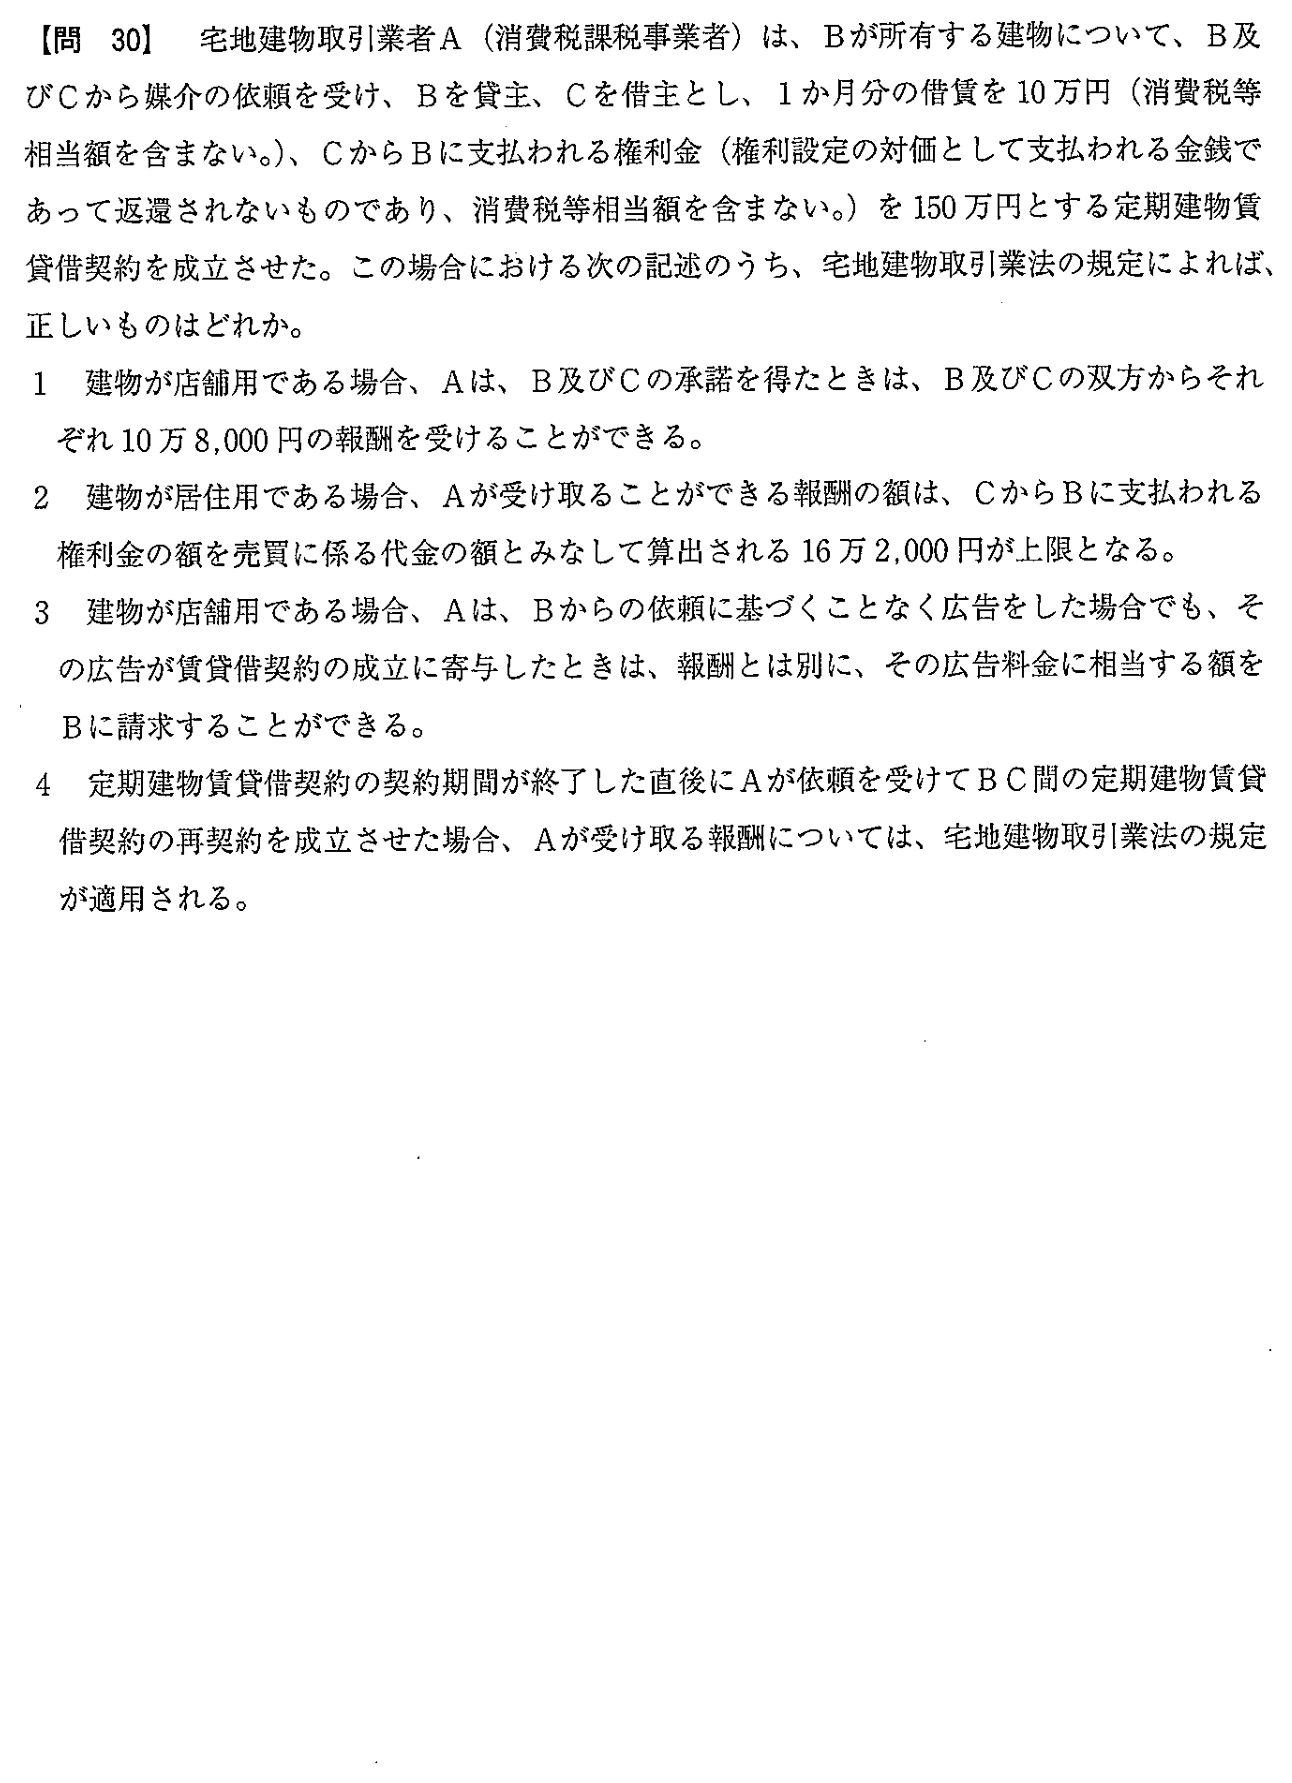 【問　30】　宅地建物取引業者Ａ（消費税課税事業者）は、Ｂが所有する建物について、Ｂ及
びＣから媒介の依頼を受け、Ｂを貸主、Ｃを借主とし、１か月分の借賃を10万円（消費税等
相当額を含まない。）、ＣからＢに支払われる権利金（権利設定の対価として支払われる金銭で
あって返還されないものであり、消費税等相当額を含まない。）を150万円とする定期建物賃
貸借契約を成立させた。この場合における次の記述のうち、宅地建物取引業法の規定によれば、
正しいものはどれか。
1　建物が店舗用である場合、Ａは、Ｂ及びＣの承諾を得たときは、Ｂ及びＣの双方からそれ
ぞれ10万8,000円の報酬を受けることができる。
2　建物が居住用である場合、Ａが受け取ることができる報酬の額は、ＣからＢに支払われる
権利金の額を売買に係る代金の額とみなして算出される16万2,000円が上限となる。
3　建物が店舗用である場合、Ａは、Ｂからの依頼に基づくことなく広告をした場合でも、そ
の広告が賃貸借契約の成立に寄与したときは、報酬とは別に、その広告料金に相当する額を
Ｂに請求することができる。
4　定期建物賃貸借契約の契約期間が終了した直後にＡが依頼を受けてＢＣ間の定期建物賃貸
借契約の再契約を成立させた場合、Ａが受け取る報酬については、宅地建物取引業法の規定
が適用される。